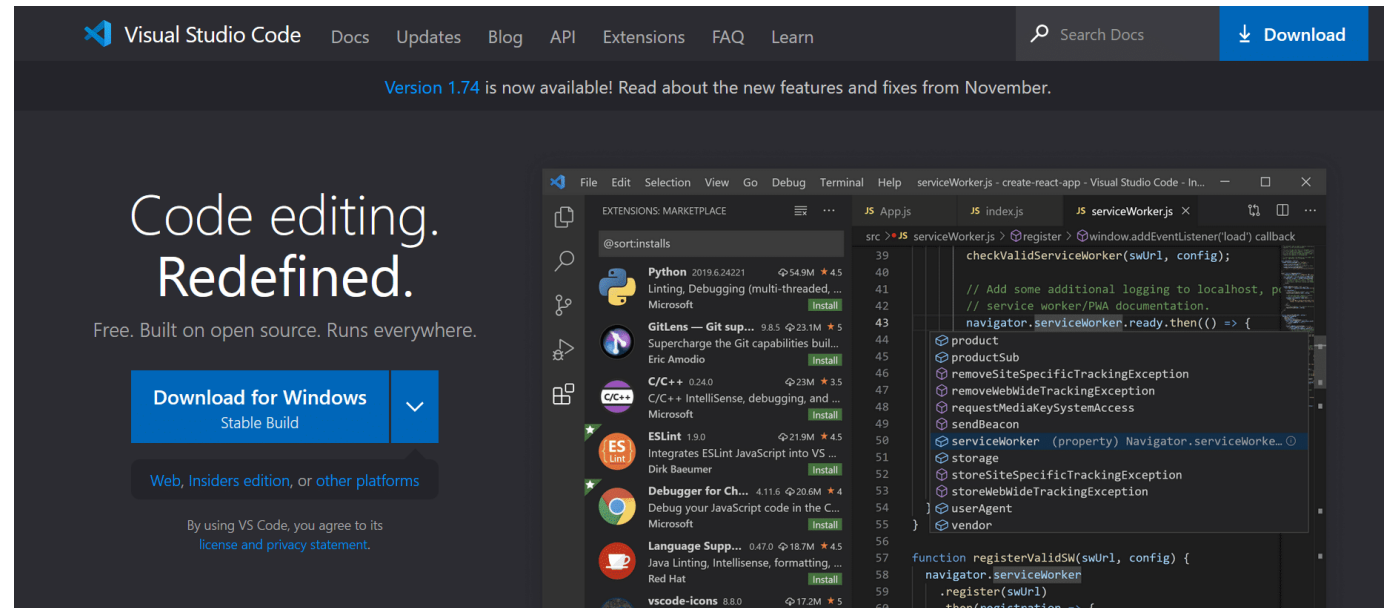 Visual Studio Code Docs Updates Blog API Extensions FAQ Learn Search Docs Download
Version 1.74 is now available! Read about the new features and fixes from November.
Code editing.
Redefined.
Free. Built on open source. Runs everywhere.
Download for Windows
Stable Build
Web, Insiders edition, or other platforms
By using VS Code, you agree to its
license and privacy statement.
File Edit Selection View Go Debug Terminal Help serviceWorker.js - create-react-app - Visual Studio Code - In...
EXTENSIONS: MARKETPLACE
@sort:installs
Python 2019.6.24221 54.9M ★ 4.5
Linting, Debugging (multi-threaded, ...
Microsoft Install
GitLens — Git sup... 9.8.5 23.1M ★ 5
Supercharge the Git capabilities buil...
Eric Amodio Install
C/C++ 0.24.0 23M ★ 3.5
C/C++ IntelliSense, debugging, and ...
Microsoft Install
ESLint 1.9.0 21.9M ★ 4.5
Integrates ESLint JavaScript into VS ...
Dirk Baeumer Install
Debugger for Ch... 4.11.6 20.6M ★ 4
Debug your JavaScript code in the C...
Microsoft Install
Language Supp... 0.47.0 18.7M ★ 4.5
Java Linting, Intellisense, formatting, ...
Red Hat Install
vscode-icons 8.8.0 17.2M ★ 5
C/C++
ES
Lint
JS App.js JS index.js JS serviceWorker.js
src > JS serviceWorker.js > register > window.addEventListener('load') callback
39 checkValidServiceWorker(swUrl, config);
40
41 // Add some additional logging to localhost, p
42 // service worker/PWA documentation.
43 navigator.serviceWorker.ready.then(() => {
44 product
45 productSub
46 removeSiteSpecificTrackingException
47 removeWebWideTrackingException
48 requestMediaKeySystemAccess
49 sendBeacon
50 serviceWorker (property) Navigator.serviceWorke...
51 storage
52 storeSiteSpecificTrackingException
53 storeWebWideTrackingException
54 } userAgent
55 } vendor
56
57 function registerValidSW(swUrl, config) {
58 navigator.serviceWorker
59 .register(swUrl)
60 .then(registration => {